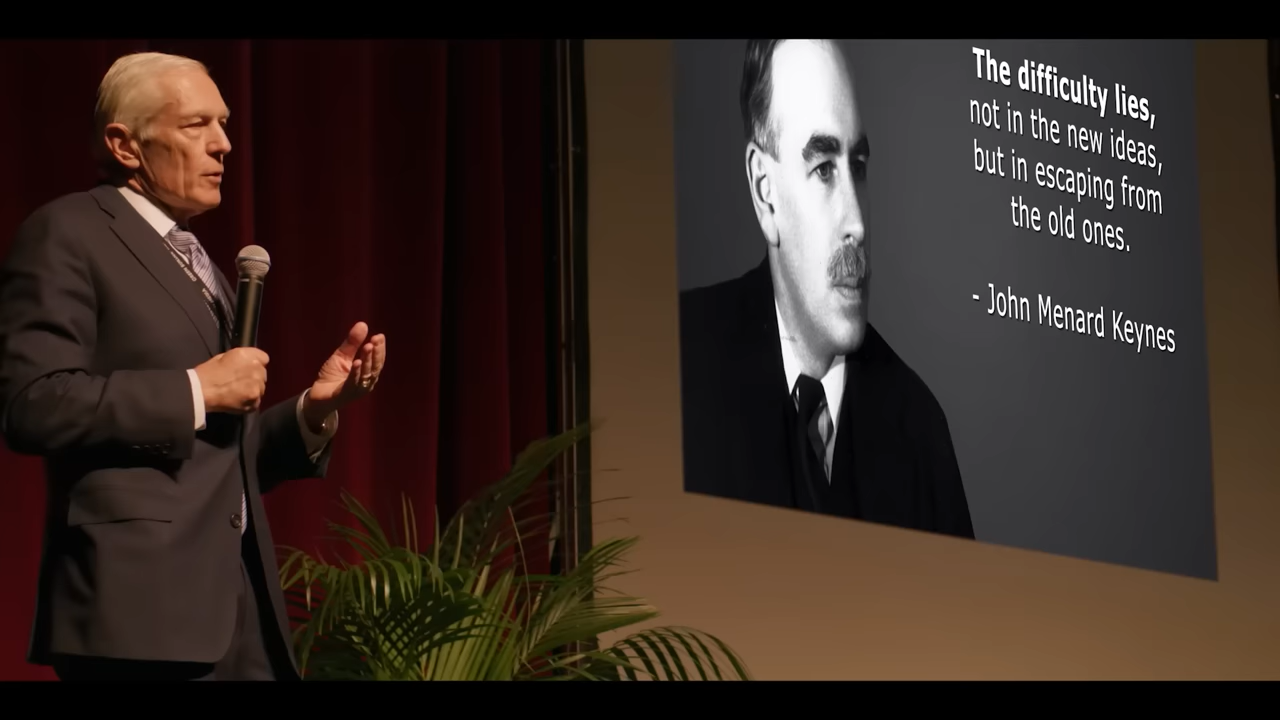 The difficulty lies,
not in the new ideas,
but in escaping from
the old ones.
- John Menard Keynes